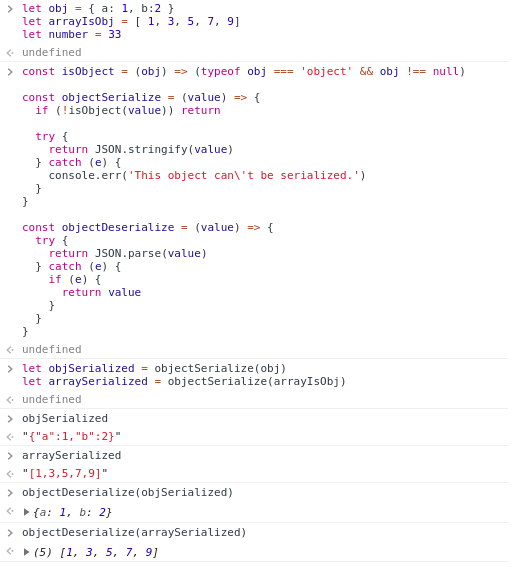 let obj = { a: 1, b:2 }
let arrayIsObj = [ 1, 3, 5, 7, 9]
let number = 33
undefined
const isObject = (obj) => (typeof obj === 'object' && obj !== null)
const objectSerialize = (value) => {
  if (!isObject(value)) return
  try {
    return JSON.stringify(value)
  } catch (e) {
    console.err('This object can\'t be serialized.')
  }
}
const objectDeserialize = (value) => {
  try {
    return JSON.parse(value)
  } catch (e) {
    if (e) {
      return value
    }
  }
}
undefined
let objSerialized = objectSerialize(obj)
let arraySerialized = objectSerialize(arrayIsObj)
undefined
objSerialized
"{"a":1,"b":2}"
arraySerialized
"[1,3,5,7,9]"
objectDeserialize(objSerialized)
{a: 1, b: 2}
objectDeserialize(arraySerialized)
(5) [1, 3, 5, 7, 9]